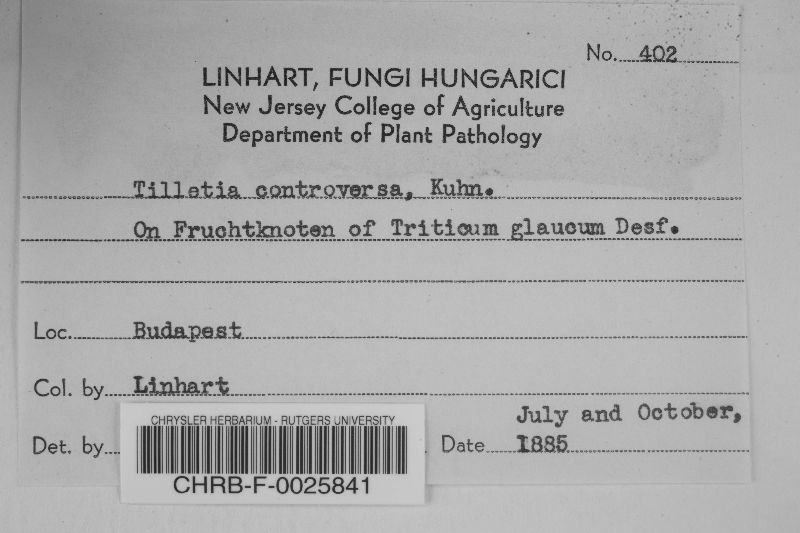 No. 402
LINHART, FUNGI HUNGARICI
New Jersey College of Agriculture
Department of Plant Pathology
Tilletia controversa, Kuhn.
On Fruchtknoten of Triticum glaucum Desf.
Loc. Budapest
Col. by Linhart
July and October,
Det. by Date 1885
CHRYSLER HERBARIUM - RUTGERS UNIVERSITY
CHRB-F-0025841